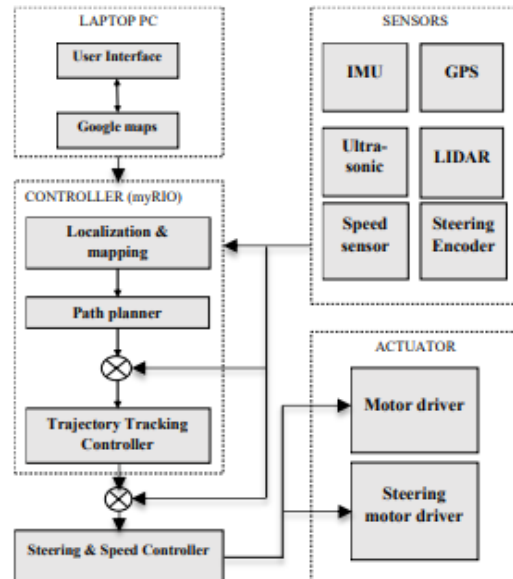 LAPTOP PC
User Interface
Google maps
CONTROLLER (myRIO)
Localization &
mapping
Path planner
Trajectory Tracking
Controller
Steering & Speed Controller
SENSORS
IMU
GPS
Ultra-
sonic
LIDAR
Speed
sensor
Steering
Encoder
ACTUATOR
Motor driver
Steering
motor driver